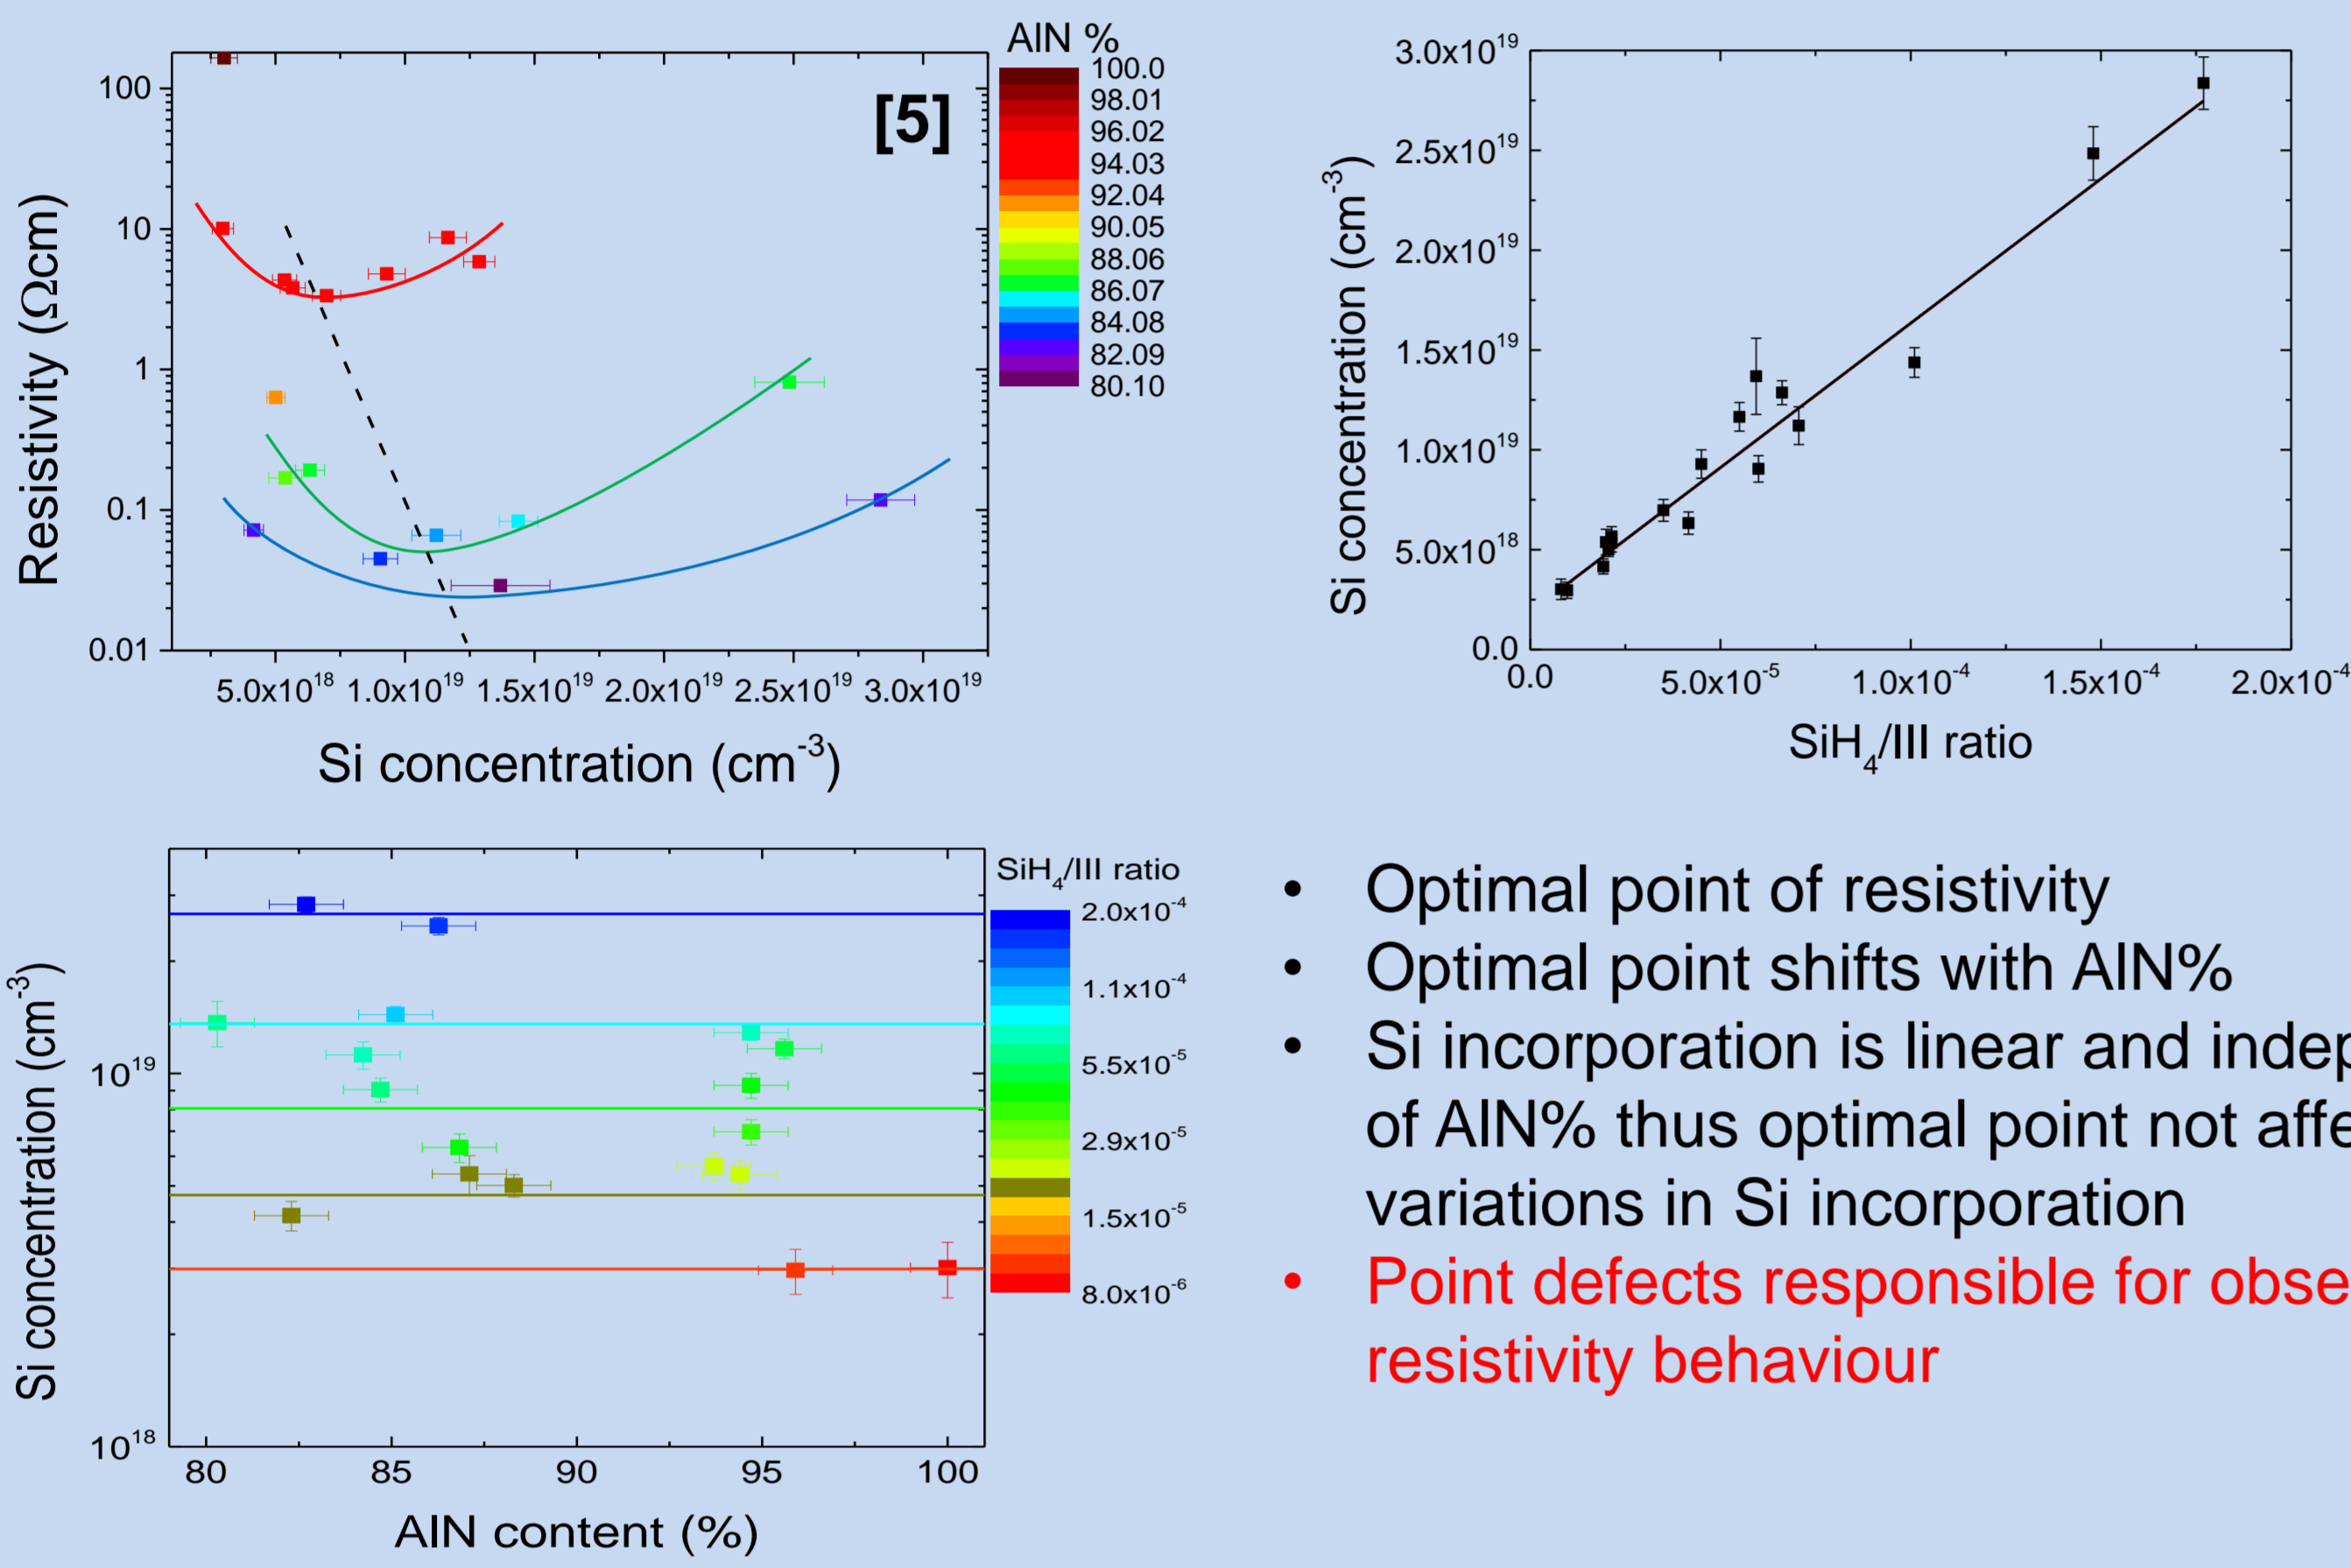 AlN %
100.0
98.01
96.02
94.03
92.04
90.05
88.06
86.07
84.08
82.09
80.10
[5]
100
10
1
0.1
0.01
Resistivity (Ωcm)
5.0x10^18 1.0x10^19 1.5x10^19 2.0x10^19 2.5x10^19 3.0x10^19
Si concentration (cm^-3)
3.0x10^19
2.5x10^19
2.0x10^19
1.5x10^19
1.0x10^19
5.0x10^18
0.0
Si concentration (cm^-3)
0.0 5.0x10^-5 1.0x10^-4 1.5x10^-4 2.0x10^-4
SiH4/III ratio
SiH4/III ratio
2.0x10^-4
1.1x10^-4
5.5x10^-5
2.9x10^-5
1.5x10^-5
8.0x10^-6
10^19
10^18
Si concentration (cm^-3)
80 85 90 95 100
AlN content (%)
• Optimal point of resistivity
• Optimal point shifts with AlN%
• Si incorporation is linear and indep
of AlN% thus optimal point not affe
variations in Si incorporation
• Point defects responsible for obse
resistivity behaviour